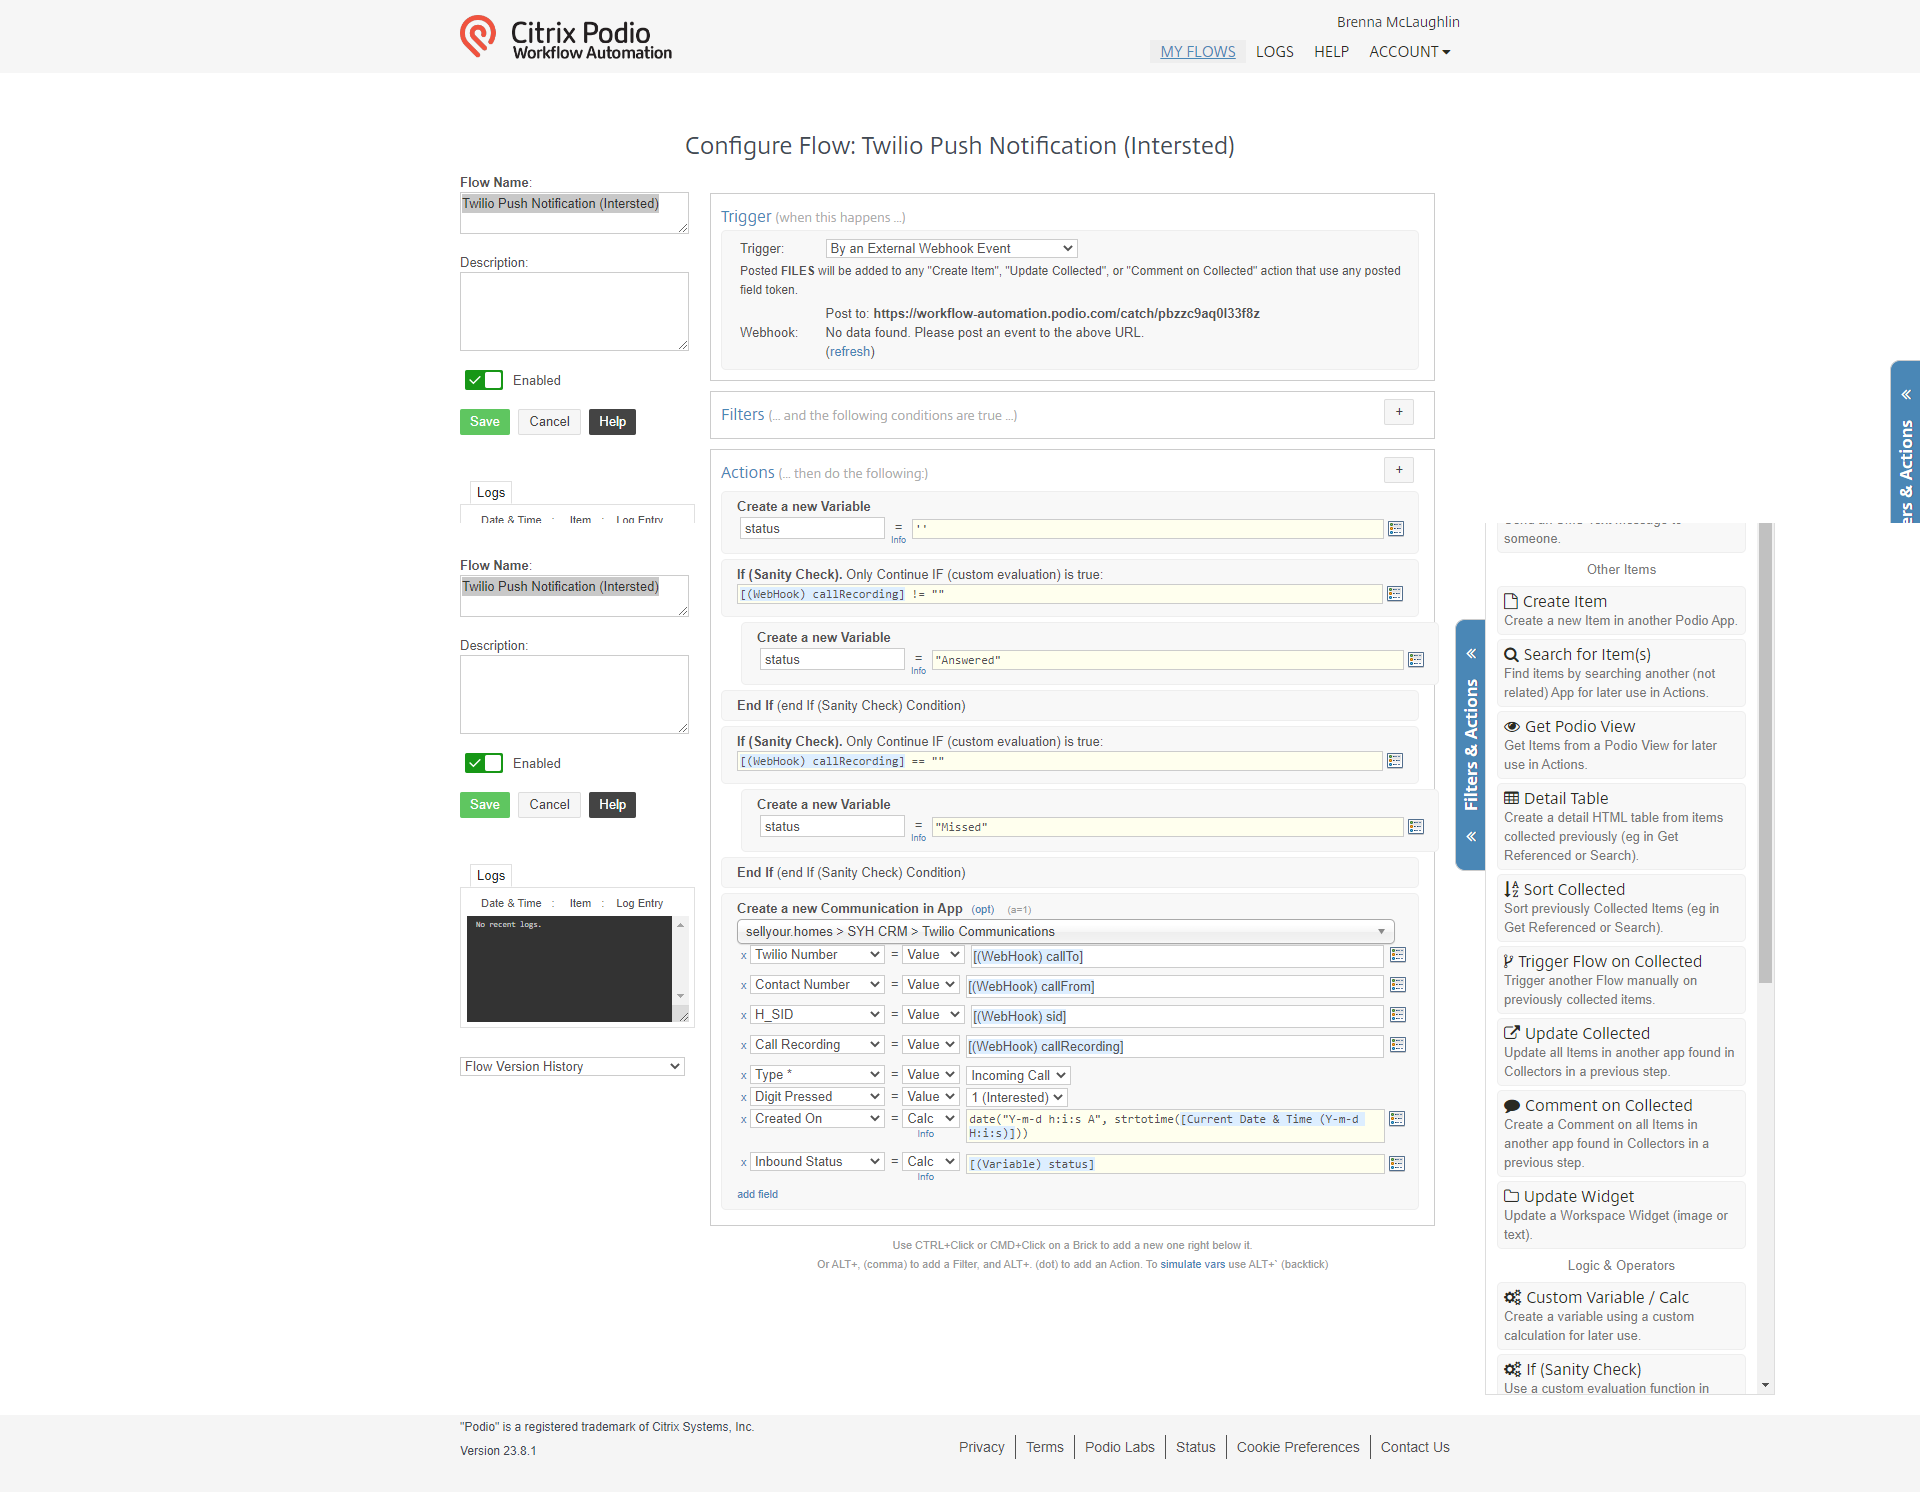 Citrix Podio
Workflow Automation
Brenna McLaughlin
MY FLOWS LOGS HELP ACCOUNT
Configure Flow: Twilio Push Notification (Intersted)
Flow Name:
Twilio Push Notification (Intersted)
Description:
Enabled
Save Cancel Help
Logs
Date & Time : Item : Log Entry
Flow Name:
Twilio Push Notification (Intersted)
Description:
Enabled
Save Cancel Help
Logs
Date & Time : Item : Log Entry
No recent logs.
Flow Version History
Trigger (when this happens ...)
Trigger: By an External Webhook Event
Posted FILES will be added to any "Create Item", "Update Collected", or "Comment on Collected" action that use any posted
field token.
Post to: https://workflow-automation.podio.com/catch/pbzzc9aq0l33f8z
Webhook: No data found. Please post an event to the above URL.
(refresh)
Filters (... and the following conditions are true ...)
+
Actions (... then do the following:)
+
Create a new Variable
status = ''
Info
If (Sanity Check). Only Continue IF (custom evaluation) is true:
[(WebHook) callRecording] != ""
Create a new Variable
status = "Answered"
Info
End If (end If (Sanity Check) Condition)
If (Sanity Check). Only Continue IF (custom evaluation) is true:
[(WebHook) callRecording] == ""
Create a new Variable
status = "Missed"
Info
End If (end If (Sanity Check) Condition)
Create a new Communication in App (opt) (a=1)
sellyour.homes > SYH CRM > Twilio Communications
x Twilio Number = Value [(WebHook) callTo]
x Contact Number = Value [(WebHook) callFrom]
x H_SID = Value [(WebHook) sid]
x Call Recording = Value [(WebHook) callRecording]
x Type * = Value Incoming Call
x Digit Pressed = Value 1 (Interested)
x Created On = Calc date("Y-m-d h:i:s A", strtotime([Current Date & Time (Y-m-d
Info H:i:s)]))
x Inbound Status = Calc [(Variable) status]
Info
add field
Use CTRL+Click or CMD+Click on a Brick to add a new one right below it.
Or ALT+, (comma) to add a Filter, and ALT+. (dot) to add an Action. To simulate vars use ALT+` (backtick)
ers & Actions
Filters & Actions
someone.
Other Items
Create Item
Create a new Item in another Podio App.
Search for Item(s)
Find items by searching another (not
related) App for later use in Actions.
Get Podio View
Get Items from a Podio View for later
use in Actions.
Detail Table
Create a detail HTML table from items
collected previously (eg in Get
Referenced or Search).
Sort Collected
Sort previously Collected Items (eg in
Get Referenced or Search).
Trigger Flow on Collected
Trigger another Flow manually on
previously collected items.
Update Collected
Update all Items in another app found in
Collectors in a previous step.
Comment on Collected
Create a Comment on all Items in
another app found in Collectors in a
previous step.
Update Widget
Update a Workspace Widget (image or
text).
Logic & Operators
Custom Variable / Calc
Create a variable using a custom
calculation for later use.
If (Sanity Check)
Use a custom evaluation function in
"Podio" is a registered trademark of Citrix Systems, Inc.
Version 23.8.1
Privacy Terms Podio Labs Status Cookie Preferences Contact Us